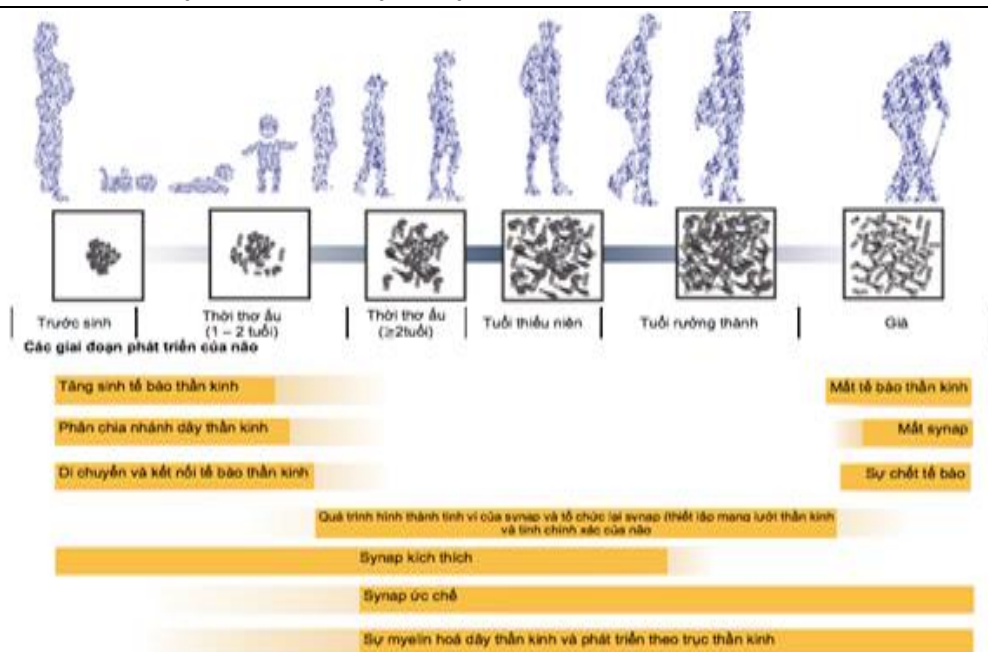 Trước sinh
Thời thơ ấu
(1 – 2 tuổi)
Thời thơ ấu
(≥2tuổi)
Tuổi thiếu niên
Tuổi rưởng thành
Già
Các giai đoạn phát triển của não
Tăng sinh tế bào thần kinh
Mất tế bào thần kinh
Phân chia nhánh dây thần kinh
Mất synap
Di chuyển và kết nối tế bào thần kinh
Sự chết tế bào
Quá trình hình thành tinh vi của synap và tổ chức lại synap (thiết lập mạng lưới thần kinh
và tinh chính xác của não
Synap kích thích
Synap ức chế
Sự myelin hoá dây thần kinh và phát triển theo trục thần kinh